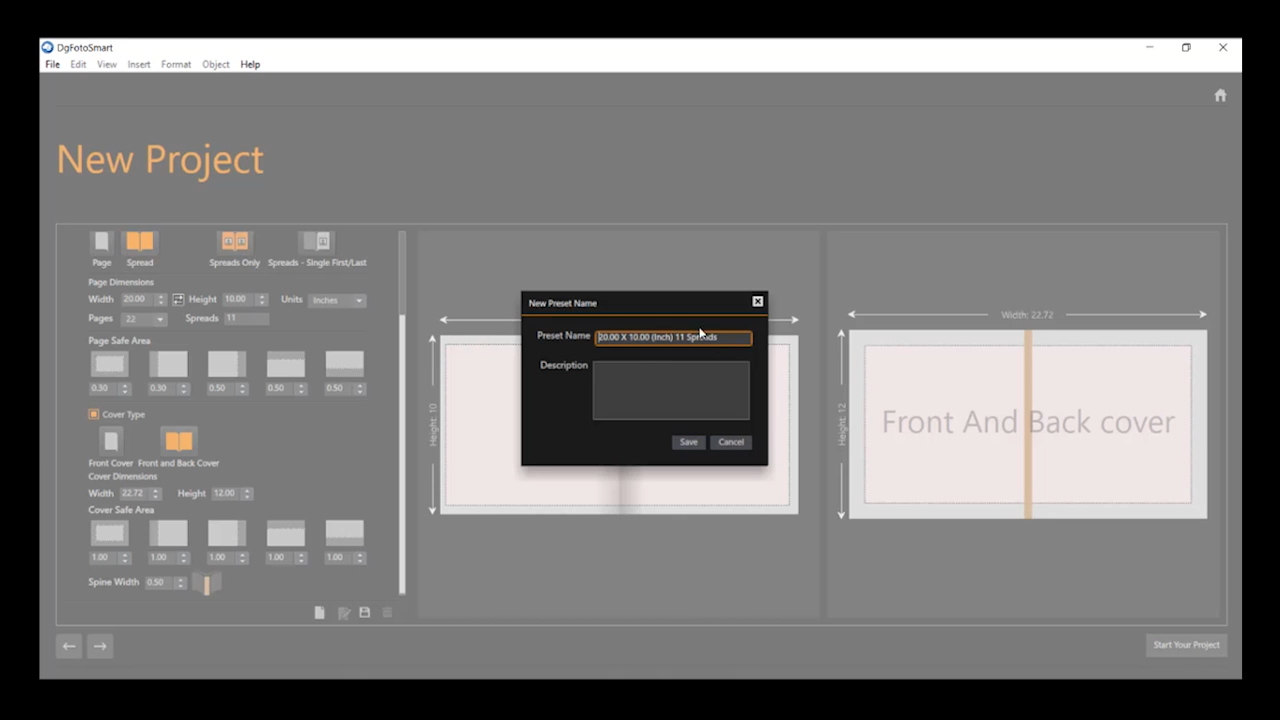 DgFotoSmart
File Edit View Insert Format Object Help
New Project
Page Spread Spreads Only Spreads - Single First/Last
Page Dimensions
Width 20.00 Height 10.00 Units Inches
Pages 22 Spreads 11
Page Safe Area
0.30 0.30 0.50 0.50 0.50
Cover Type
Front Cover Front and Back Cover
Cover Dimensions
Width 22.72 Height 12.00
Cover Safe Area
1.00 1.00 1.00 1.00 1.00
Spine Width 0.50
Height: 10
New Preset Name
Preset Name 20.00 X 10.00 (Inch) 11 Spreads
Description
Save Cancel
Width: 22.72
Height: 12
Front And Back cover
Start Your Project